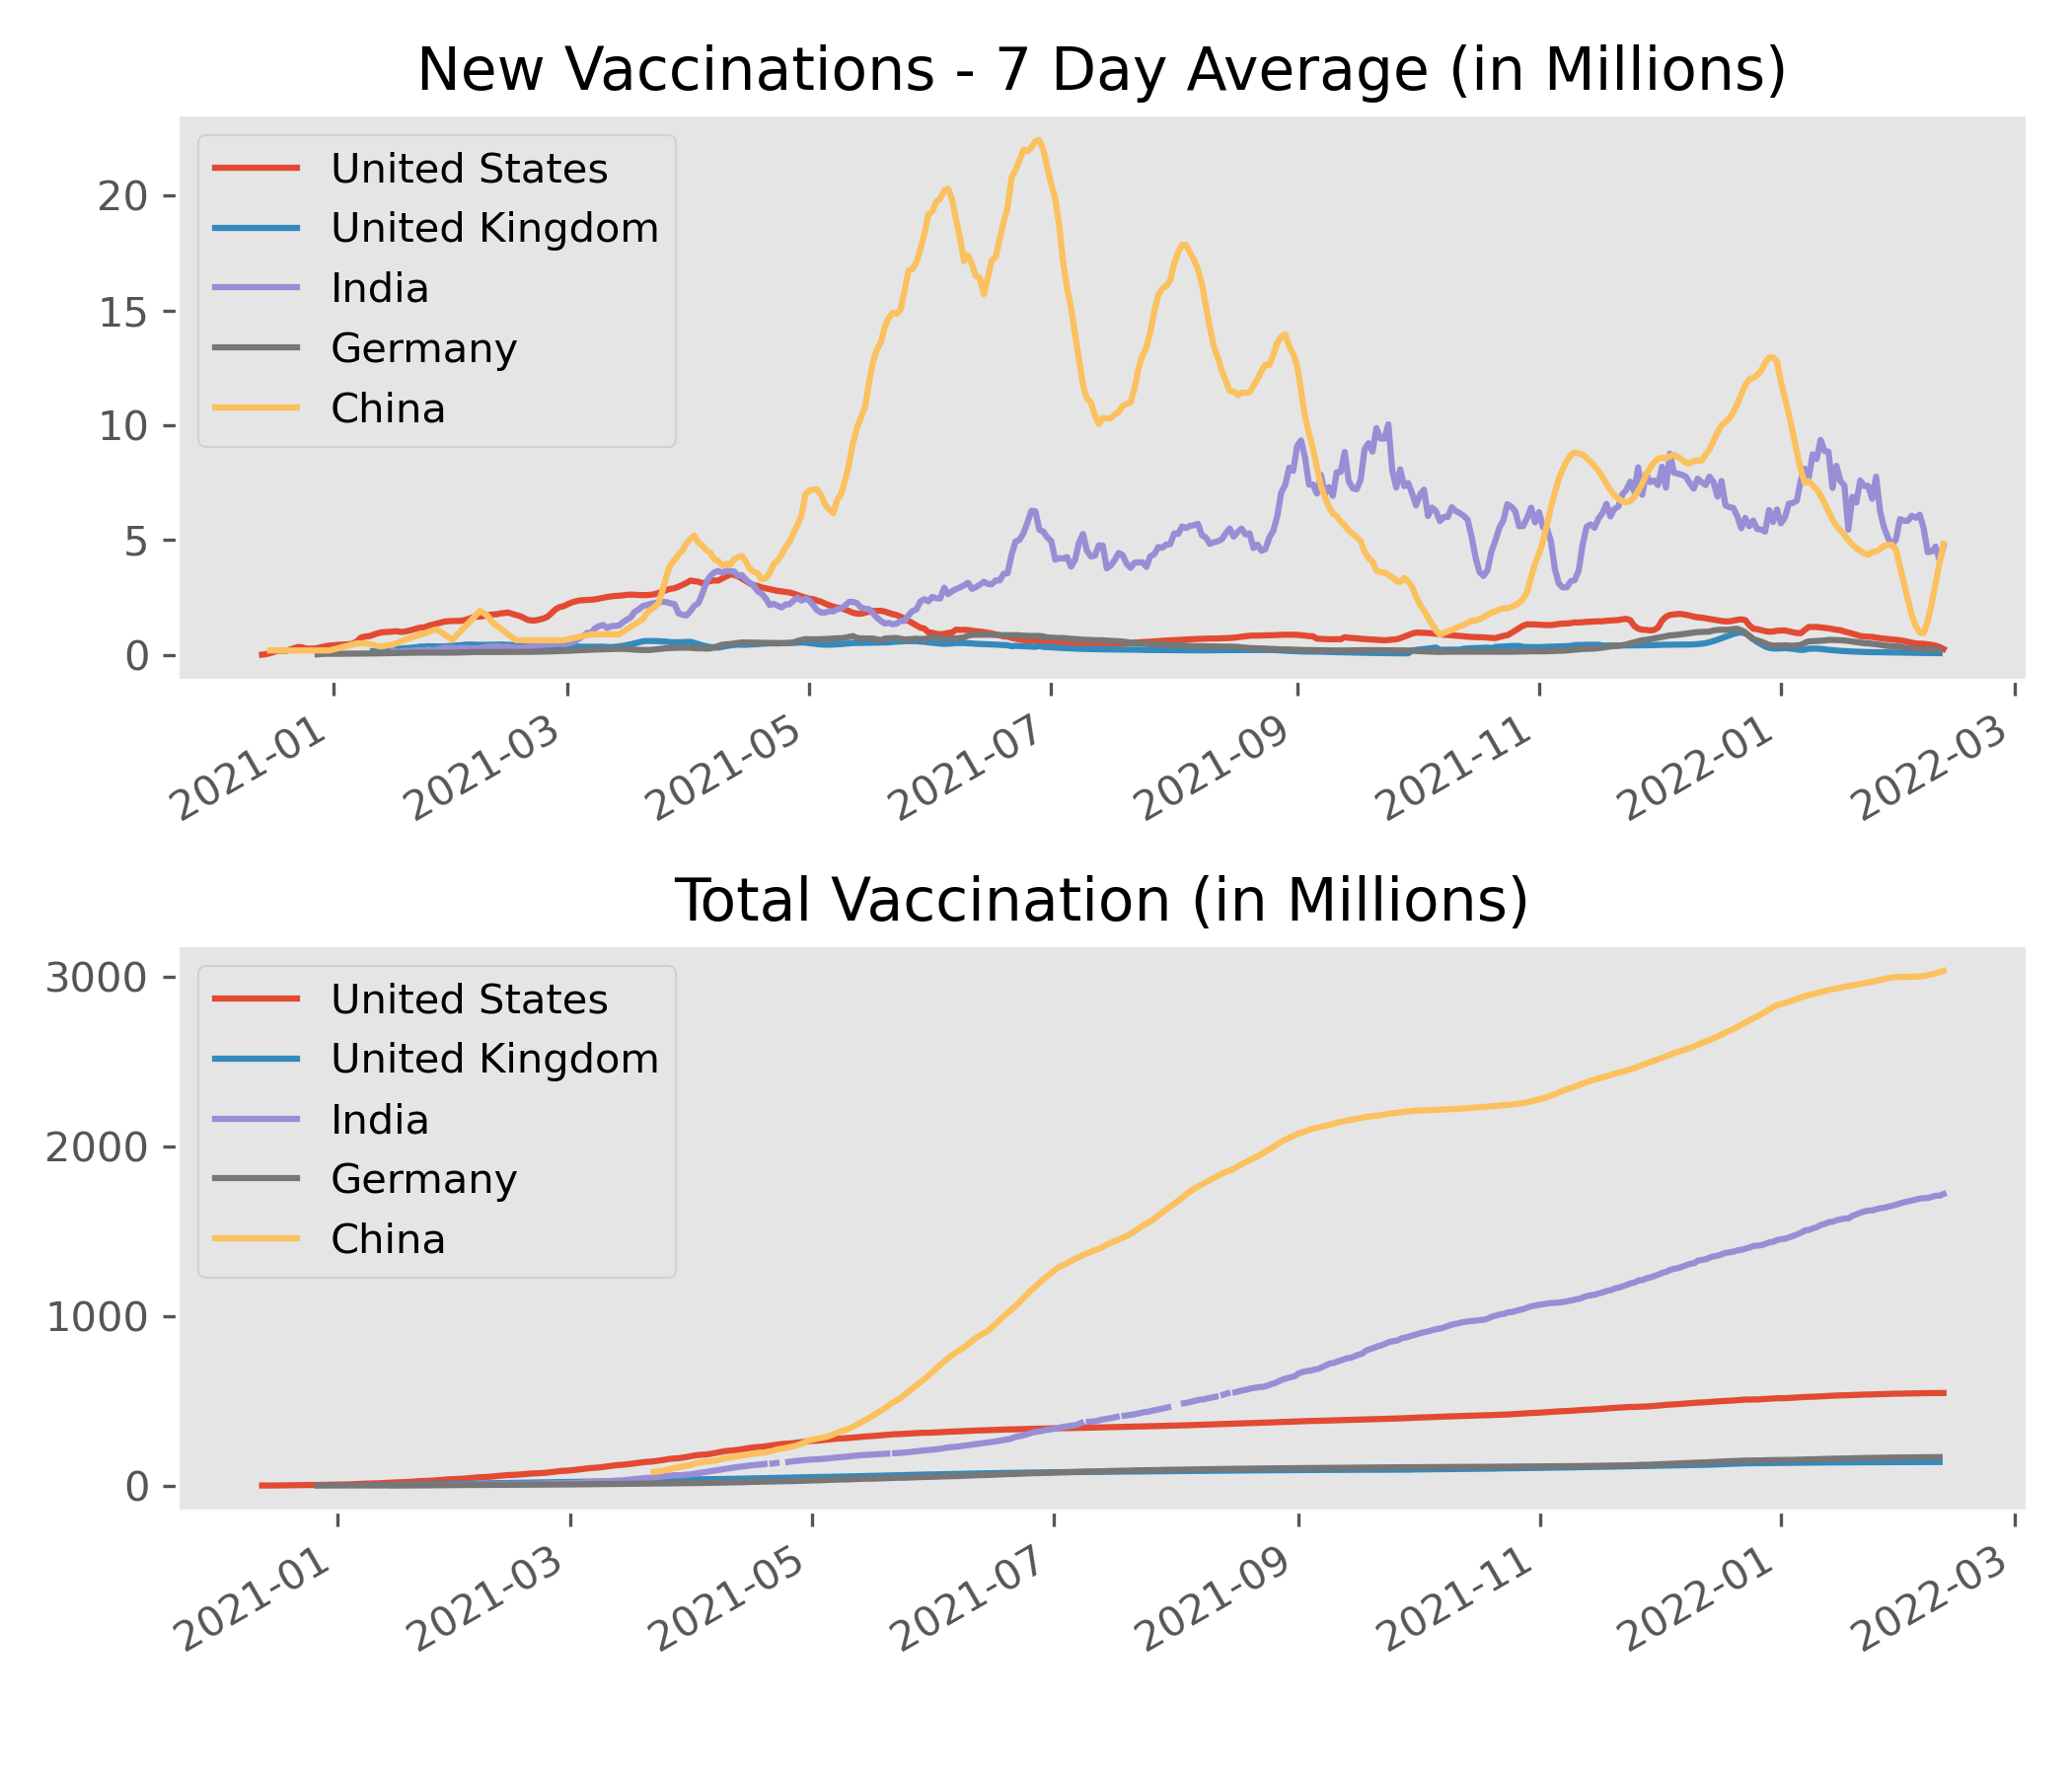 New Vaccinations - 7 Day Average (in Millions)
United States
United Kingdom
India
Germany
China
20
15
10
5
0
2021-01
2021-03
2021-05
2021-07
2021-09
2021-11
2022-01
2022-03
Total Vaccination (in Millions)
United States
United Kingdom
India
Germany
China
3000
2000
1000
0
2021-01
2021-03
2021-05
2021-07
2021-09
2021-11
2022-01
2022-03